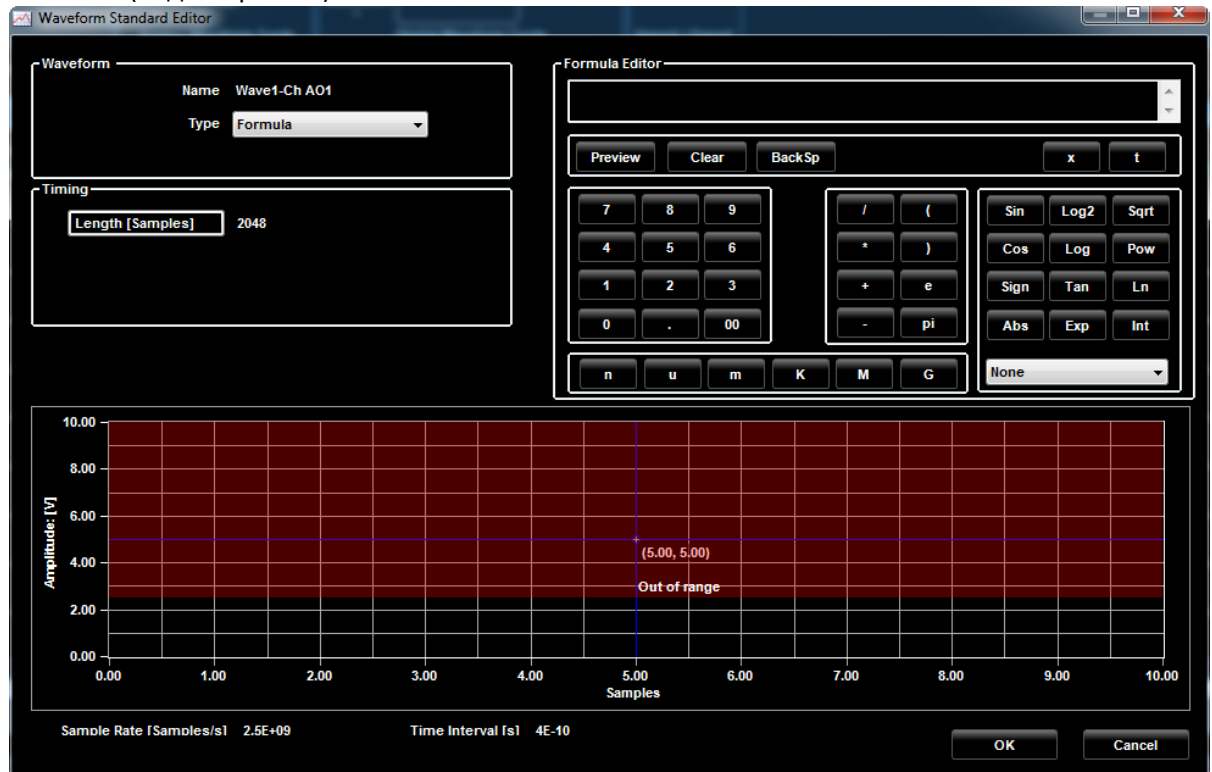 Waveform Standard Editor
Waveform
Name Wave1-Ch AO1
Type Formula
Timing
Length [Samples] 2048
Formula Editor
Preview Clear BackSp x t
7 8 9 / ( Sin Log2 Sqrt
4 5 6 * ) Cos Log Pow
1 2 3 + e Sign Tan Ln
0 . 00 - pi Abs Exp Int
n u m K M G None
Amplitude: [V]
10.00
8.00
6.00
4.00
2.00
0.00
(5.00, 5.00)
Out of range
0.00 1.00 2.00 3.00 4.00 5.00 6.00 7.00 8.00 9.00 10.00
Samples
Sample Rate [Samples/s] 2.5E+09 Time Interval [s] 4E-10
OK Cancel